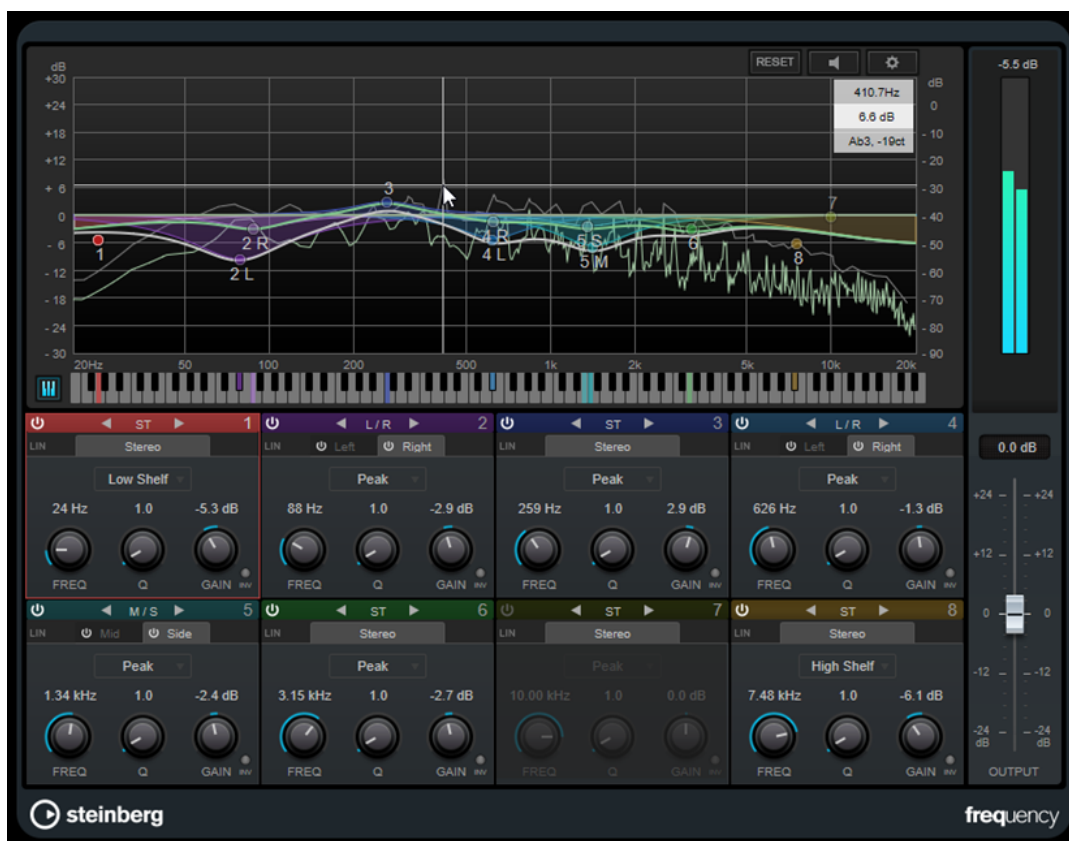 RESET
-5.5 dB
dB
+30
+24
+18
+12
+ 6
0
- 6
- 12
- 18
- 24
- 30
410.7Hz
6.6 dB
Ab3, -19ct
dB
0
- 10
- 20
- 30
- 40
- 50
- 60
- 70
- 80
- 90
1
2 R
2 L
3
4 R
4 L
5 S
5 M
6
7
8
20Hz 50 100 200 500 1k 2k 5k 10k 20k
ST 1
LIN Stereo
Low Shelf
24 Hz 1.0 -5.3 dB
FREQ Q GAIN INV
L / R 2
LIN Left Right
Peak
88 Hz 1.0 -2.9 dB
FREQ Q GAIN INV
ST 3
LIN Stereo
Peak
259 Hz 1.0 2.9 dB
FREQ Q GAIN INV
L / R 4
LIN Left Right
Peak
626 Hz 1.0 -1.3 dB
FREQ Q GAIN INV
M / S 5
LIN Mid Side
Peak
1.34 kHz 1.0 -2.4 dB
FREQ Q GAIN INV
ST 6
LIN Stereo
Peak
3.15 kHz 1.0 -2.7 dB
FREQ Q GAIN INV
ST 7
LIN Stereo
Peak
10.00 kHz 1.0 0.0 dB
FREQ Q GAIN INV
ST 8
LIN Stereo
High Shelf
7.48 kHz 1.0 -6.1 dB
FREQ Q GAIN INV
0.0 dB
+24 +24
+12 +12
0 0
-12 -12
-24 -24
dB dB
OUTPUT
steinberg
frequency